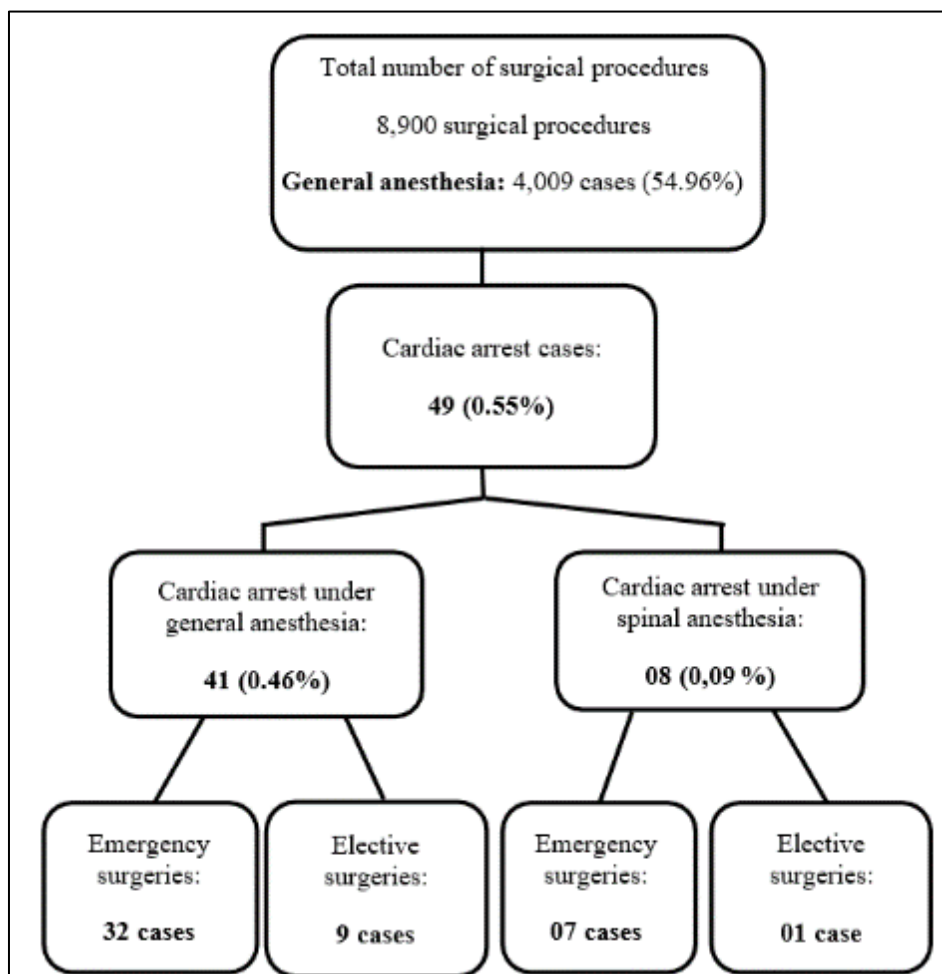 Total number of surgical procedures
8,900 surgical procedures
General anesthesia: 4,009 cases (54.96%)
Cardiac arrest cases:
49 (0.55%)
Cardiac arrest under
general anesthesia:
41 (0.46%)
Cardiac arrest under
spinal anesthesia:
08 (0,09 %)
Emergency
surgeries:
32 cases
Elective
surgeries:
9 cases
Emergency
surgeries:
07 cases
Elective
surgeries:
01 case